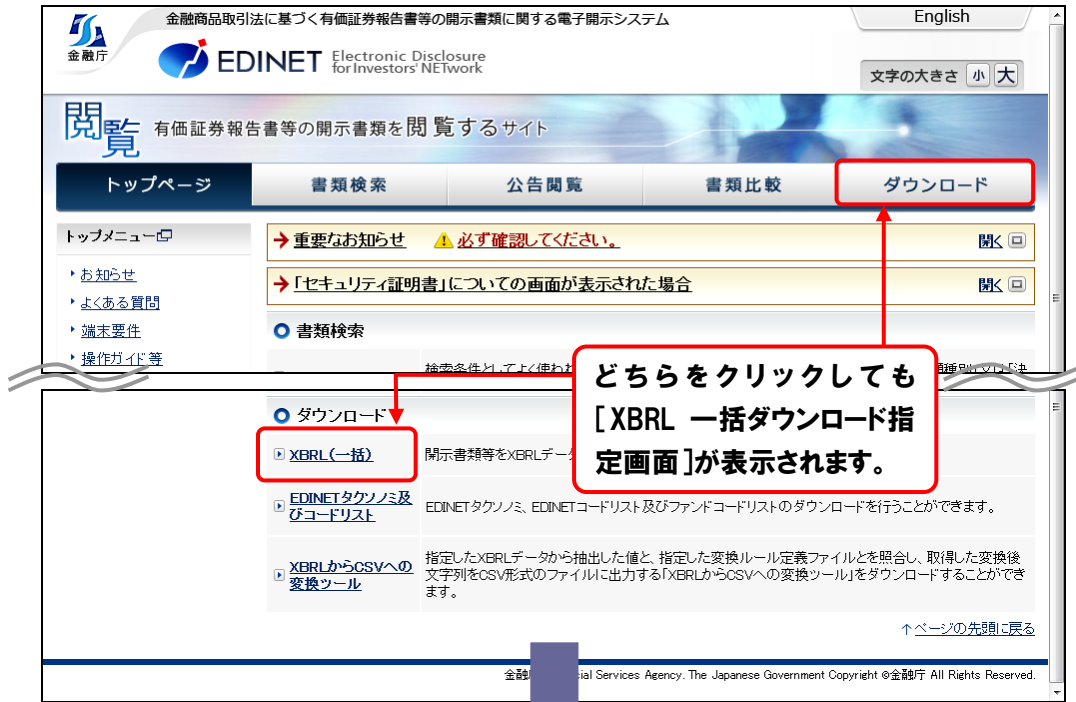 金融商品取引法に基づく有価証券報告書等の開示書類に関する電子開示システム
English
金融庁
EDINET Electronic Disclosure for Investors' NETwork
文字の大きさ 小 大
閲覧 有価証券報告書等の開示書類を閲覧するサイト
トップページ 書類検索 公告閲覧 書類比較 ダウンロード
トップメニュー
お知らせ
よくある質問
端末要件
操作ガイド等
重要なお知らせ 必ず確認してください。 開く
「セキュリティ証明書」についての画面が表示された場合 開く
書類検索
検索条件としてよく使われ
どちらをクリックしても
[XBRL 一括ダウンロード指
定画面]が表示されます。
ダウンロード
XBRL(一括) 開示書類等をXBRLデー
EDINETタクソノミ及
びコードリスト
EDINETタクソノミ、EDINETコードリスト及びファンドコードリストのダウンロードを行うことができます。
XBRLからCSVへの
変換ツール
指定したXBRLデータから抽出した値と、指定した変換ルール定義ファイルとを照合し、取得した変換後
文字列をCSV形式のファイルに出力する「XBRLからCSVへの変換ツール」をダウンロードすることができ
ます。
↑ページの先頭に戻る
金融 ial Services Agency. The Japanese Government Copyright ©金融庁 All Rights Reserved.